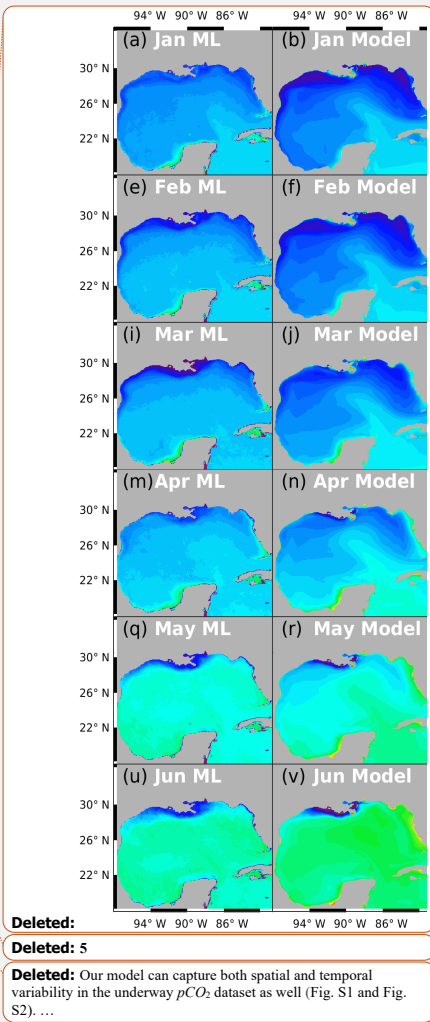 94° W 90° W 86° W 94° W 90° W 86° W
(a) Jan ML (b) Jan Model
30° N
26° N
22° N
(e) Feb ML (f) Feb Model
30° N
26° N
22° N
(i) Mar ML (j) Mar Model
30° N
26° N
22° N
(m) Apr ML (n) Apr Model
30° N
26° N
22° N
(q) May ML (r) May Model
30° N
26° N
22° N
(u) Jun ML (v) Jun Model
30° N
26° N
22° N
94° W 90° W 86° W 94° W 90° W 86° W
Deleted:
Deleted: 5
Deleted: Our model can capture both spatial and temporal
variability in the underway pCO₂ dataset as well (Fig. S1 and Fig.
S2). …